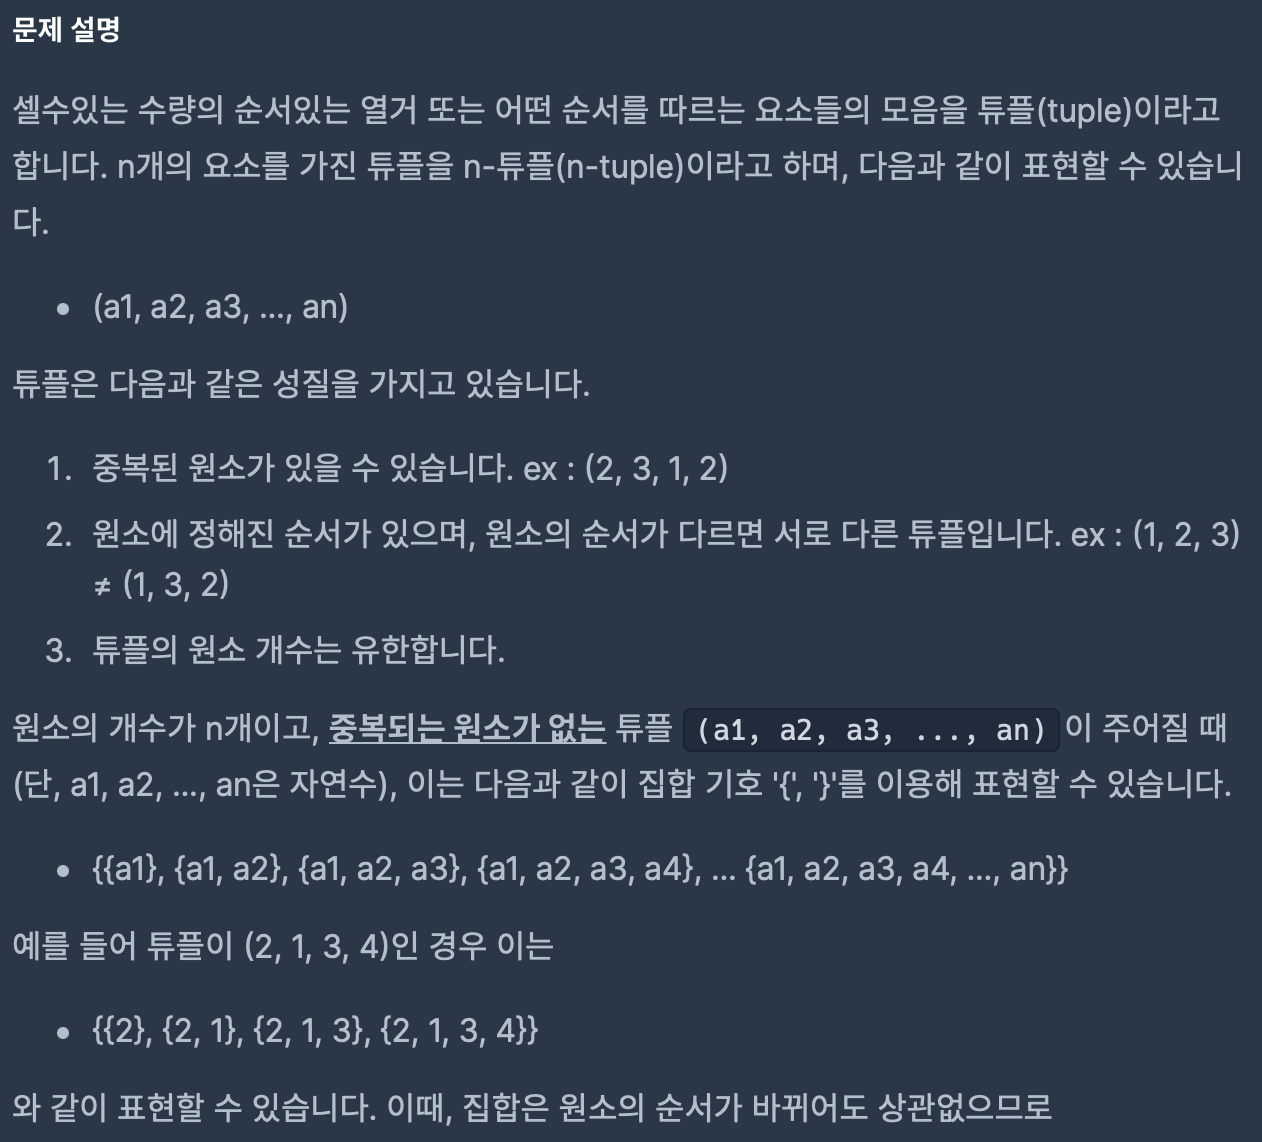 문제 설명
셀수있는 수량의 순서있는 열거 또는 어떤 순서를 따르는 요소들의 모음을 튜플(tuple)이라고
합니다. n개의 요소를 가진 튜플을 n-튜플(n-tuple)이라고 하며, 다음과 같이 표현할 수 있습니
다.
• (a1, a2, a3, ..., an)
튜플은 다음과 같은 성질을 가지고 있습니다.
1. 중복된 원소가 있을 수 있습니다. ex : (2, 3, 1, 2)
2. 원소에 정해진 순서가 있으며, 원소의 순서가 다르면 서로 다른 튜플입니다. ex : (1, 2, 3)
≠ (1, 3, 2)
3. 튜플의 원소 개수는 유한합니다.
원소의 개수가 n개이고, 중복되는 원소가 없는 튜플 (a1, a2, a3, ..., an) 이 주어질 때
(단, a1, a2, ..., an은 자연수), 이는 다음과 같이 집합 기호 '{', '}'를 이용해 표현할 수 있습니다.
• {{a1}, {a1, a2}, {a1, a2, a3}, {a1, a2, a3, a4}, ... {a1, a2, a3, a4, ..., an}}
예를 들어 튜플이 (2, 1, 3, 4)인 경우 이는
• {{2}, {2, 1}, {2, 1, 3}, {2, 1, 3, 4}}
와 같이 표현할 수 있습니다. 이때, 집합은 원소의 순서가 바뀌어도 상관없으므로